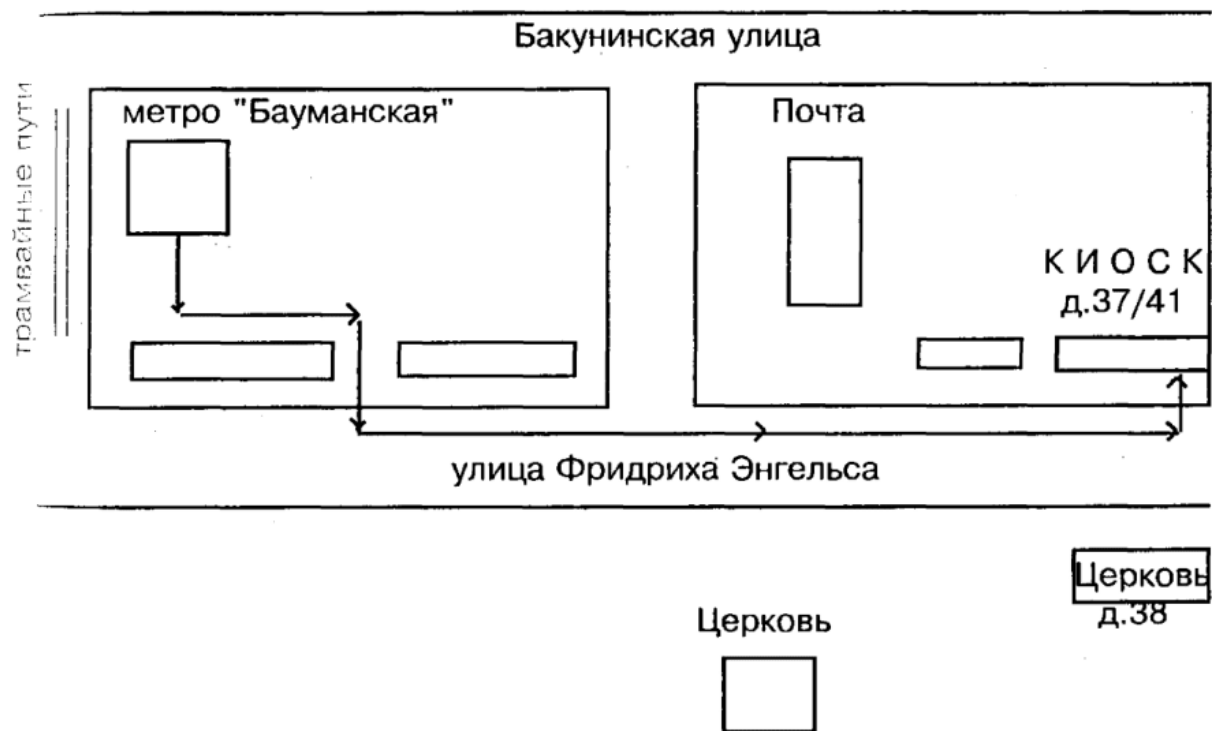 Бакунинская улица
трамвайные пути
метро "Бауманская"
Почта
К И О С К
д.37/41
улица Фридриха Энгельса
Церковь
д.38
Церковь